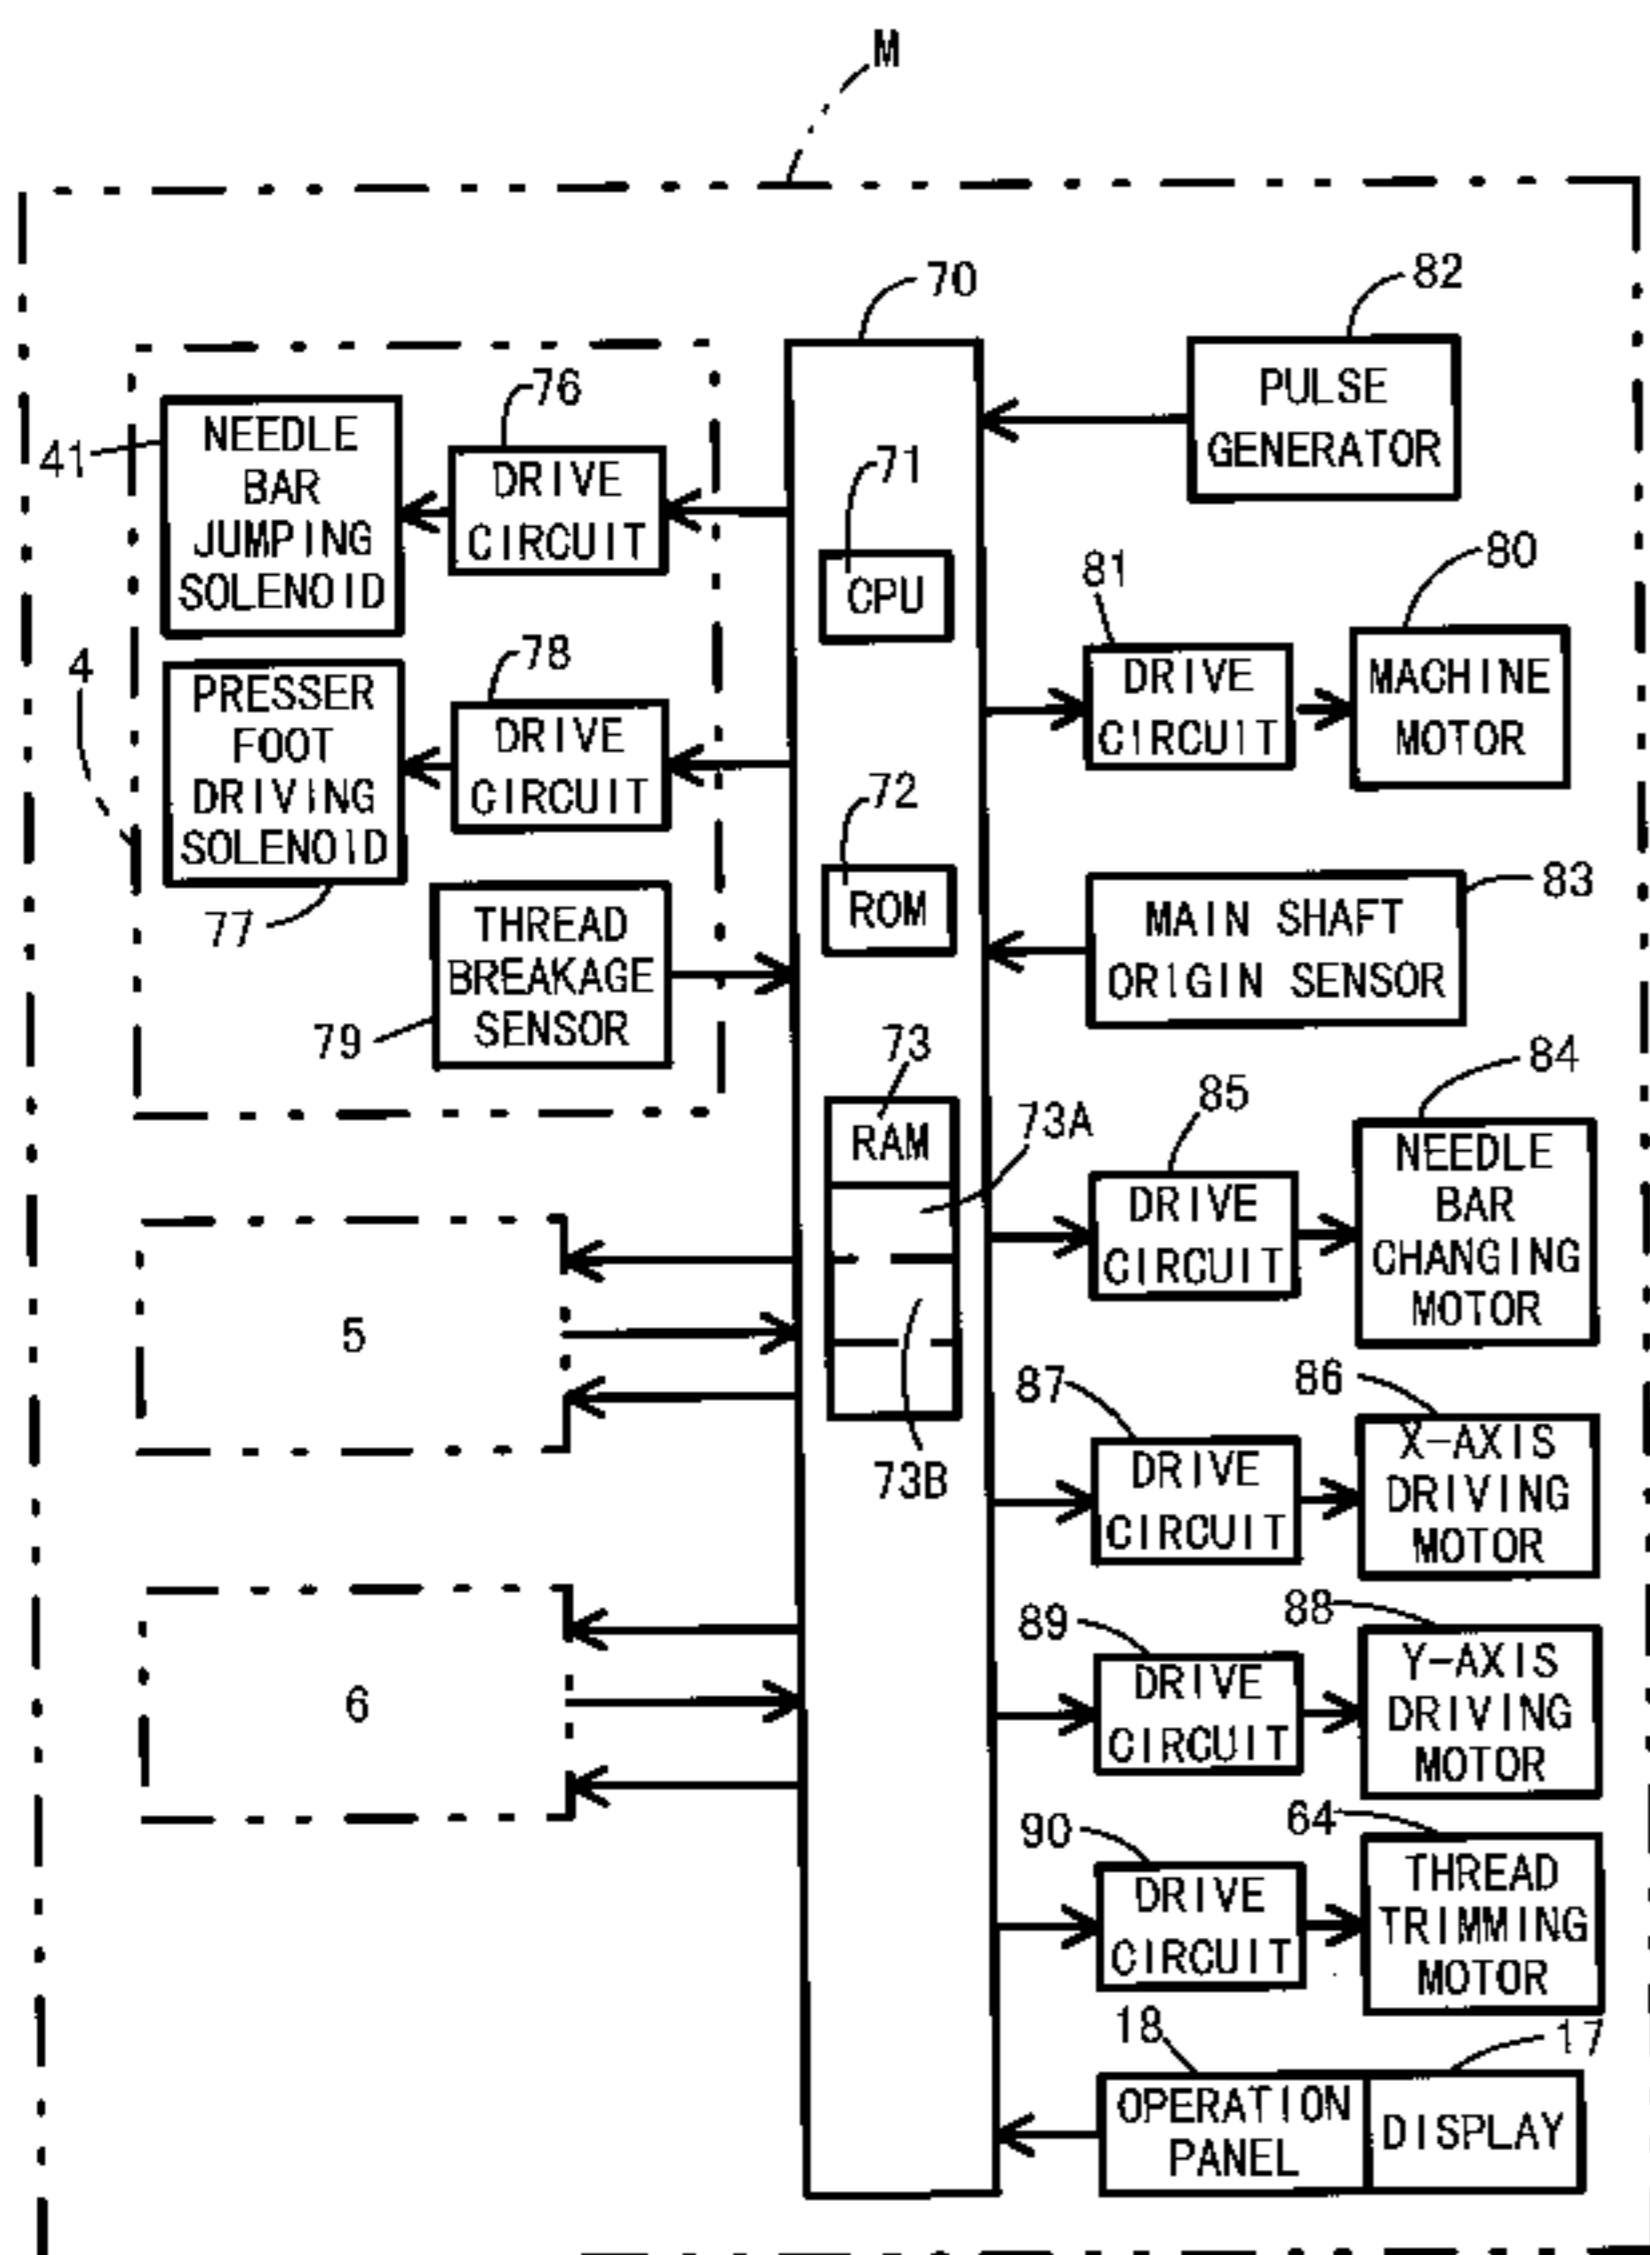 M
70
82
PULSE
GENERATOR
41
NEEDLE
BAR
JUMPING
SOLENOID
76
DRIVE
CIRCUIT
71
CPU
81
DRIVE
CIRCUIT
80
MACHINE
MOTOR
4
PRESSER
FOOT
DRIVING
SOLENOID
77
78
DRIVE
CIRCUIT
72
ROM
83
MAIN SHAFT
ORIGIN SENSOR
THREAD
BREAKAGE
SENSOR
79
73
RAM
73A
73B
85
DRIVE
CIRCUIT
84
NEEDLE
BAR
CHANGING
MOTOR
5
87
DRIVE
CIRCUIT
86
X-AXIS
DRIVING
MOTOR
6
89
DRIVE
CIRCUIT
88
Y-AXIS
DRIVING
MOTOR
90
DRIVE
CIRCUIT
64
THREAD
TRIMMING
MOTOR
18
OPERATION
PANEL
17
DISPLAY